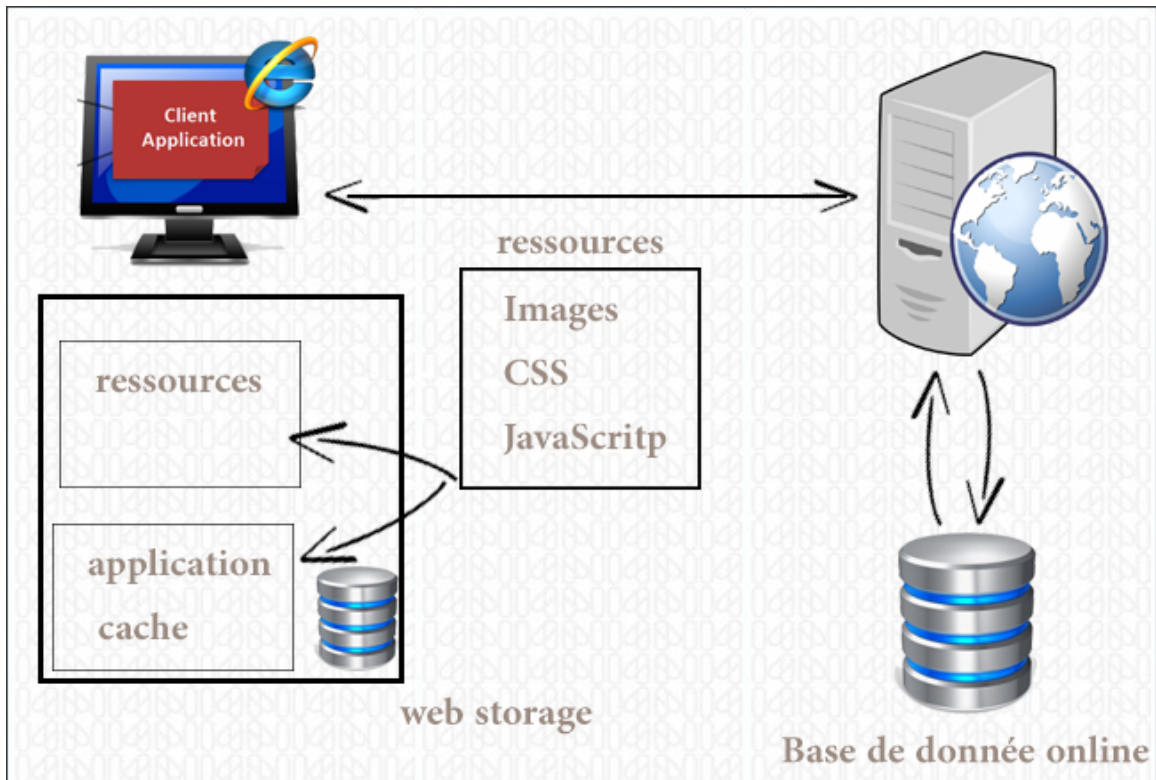 Client
Application
ressources
Images
CSS
JavaScritp
ressources
application
cache
web storage
Base de donnée online